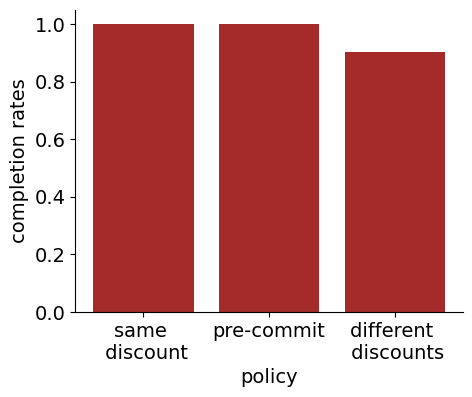 completion rates
1.0
0.8
0.6
0.4
0.2
0.0
same
discount
pre-commit
different
discounts
policy